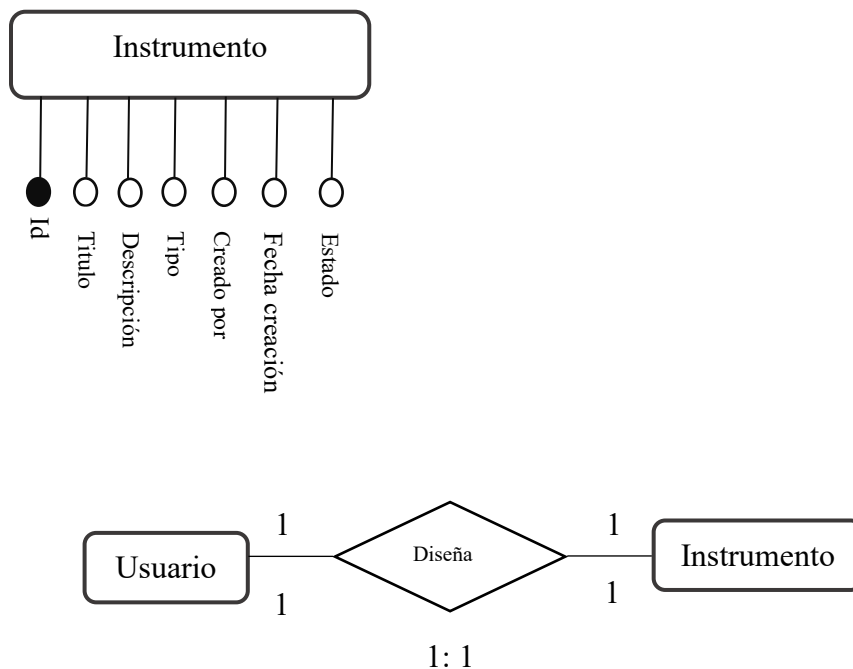 Instrumento
Id
Titulo
Descripción
Tipo
Creado por
Fecha creación
Estado
1
1
Usuario
Diseña
Instrumento
1
1
1: 1